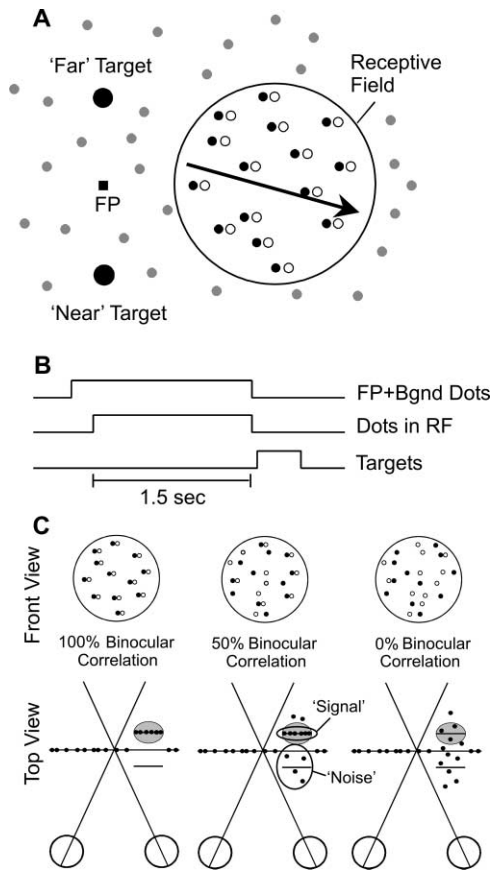 A
'Far' Target
Receptive
Field
FP
'Near' Target
B
FP+Bgnd Dots
Dots in RF
Targets
1.5 sec
C
Front View
100% Binocular
Correlation
50% Binocular
Correlation
0% Binocular
Correlation
Top View
'Signal'
'Noise'